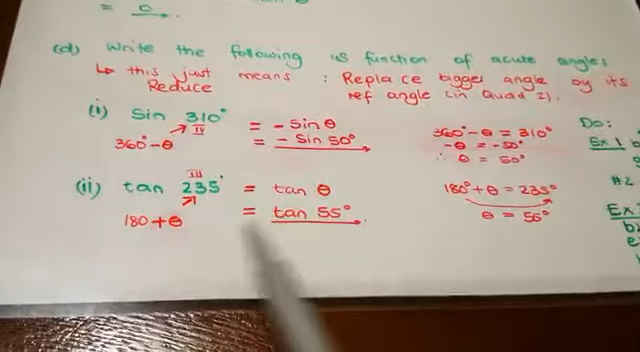 = 0
(d) Write the following as function of acute angles
↳ this just means : Replace bigger angle by its
Reduce ref angle (in Quad 1).
(i) Sin 310° = - Sin θ
IV
360° - θ = - Sin 50°
360° - θ = 310°
- θ = - 50°
∴ θ = 50°
III
(ii) tan 235° = tan θ
180 + θ = tan 55°
180° + θ = 235°
θ = 55°
Do:
Ex 1
#2
Ex